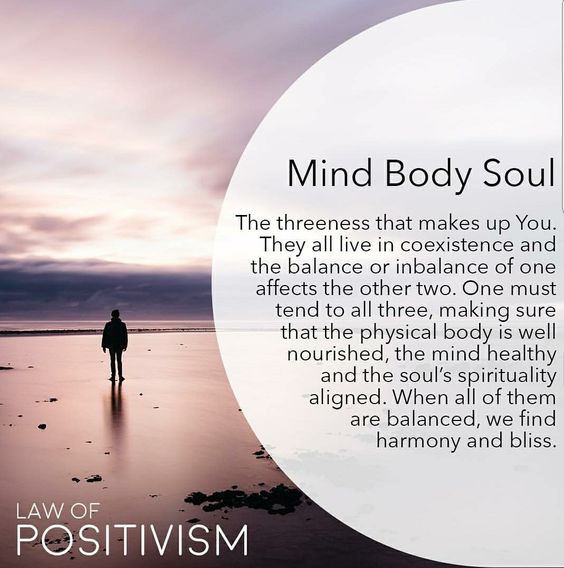 Mind Body Soul
The threeness that makes up You.
They all live in coexistence and
the balance or inbalance of one
affects the other two. One must
tend to all three, making sure
that the physical body is well
nourished, the mind healthy
and the soul's spirituality
aligned. When all of them
are balanced, we find
harmony and bliss.
LAW OF
POSITIVISM